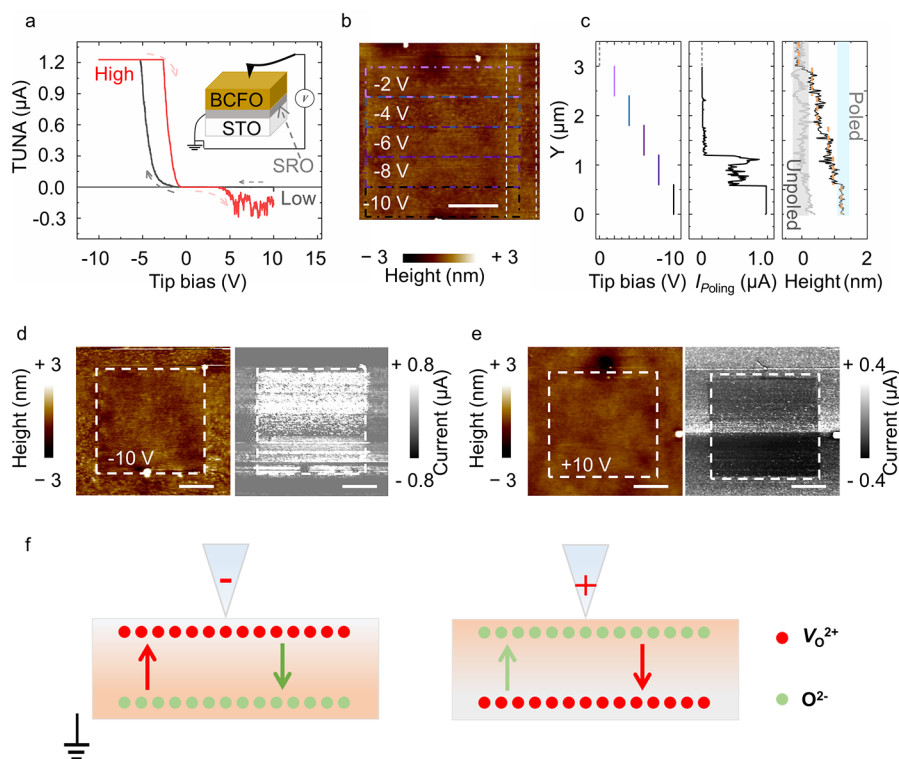 a
TUNA (µA)
1.2
0.9
0.6
0.3
0.0
-0.3
High
Low
BCFO
STO
SRO
V
-10
-5
0
5
10
15
Tip bias (V)
b
-2 V
-4 V
-6 V
-8 V
-10 V
− 3
+ 3
Height (nm)
c
Y (µm)
3
2
1
0
0
-10
Tip bias (V)
0
1.0
IPoling (µA)
Unpoled
Poled
0
2
Height (nm)
d
+ 3
Height (nm)
− 3
-10 V
+ 0.8
Current (µA)
- 0.8
e
+ 3
Height (nm)
− 3
+10 V
+ 0.4
Current (µA)
- 0.4
f
-
+
VO2+
O2-